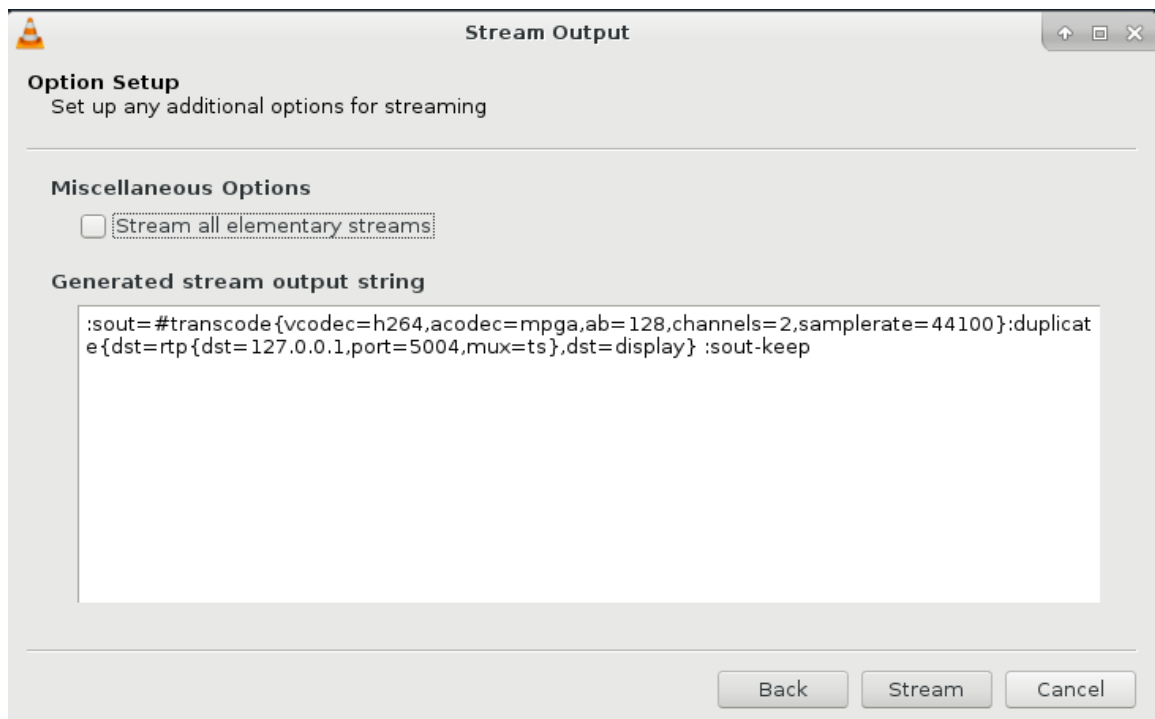 Stream Output
Option Setup
Set up any additional options for streaming
Miscellaneous Options
Stream all elementary streams
Generated stream output string
:sout=#transcode{vcodec=h264,acodec=mpga,ab=128,channels=2,samplerate=44100}:duplicat
e{dst=rtp{dst=127.0.0.1,port=5004,mux=ts},dst=display} :sout-keep
Back Stream Cancel